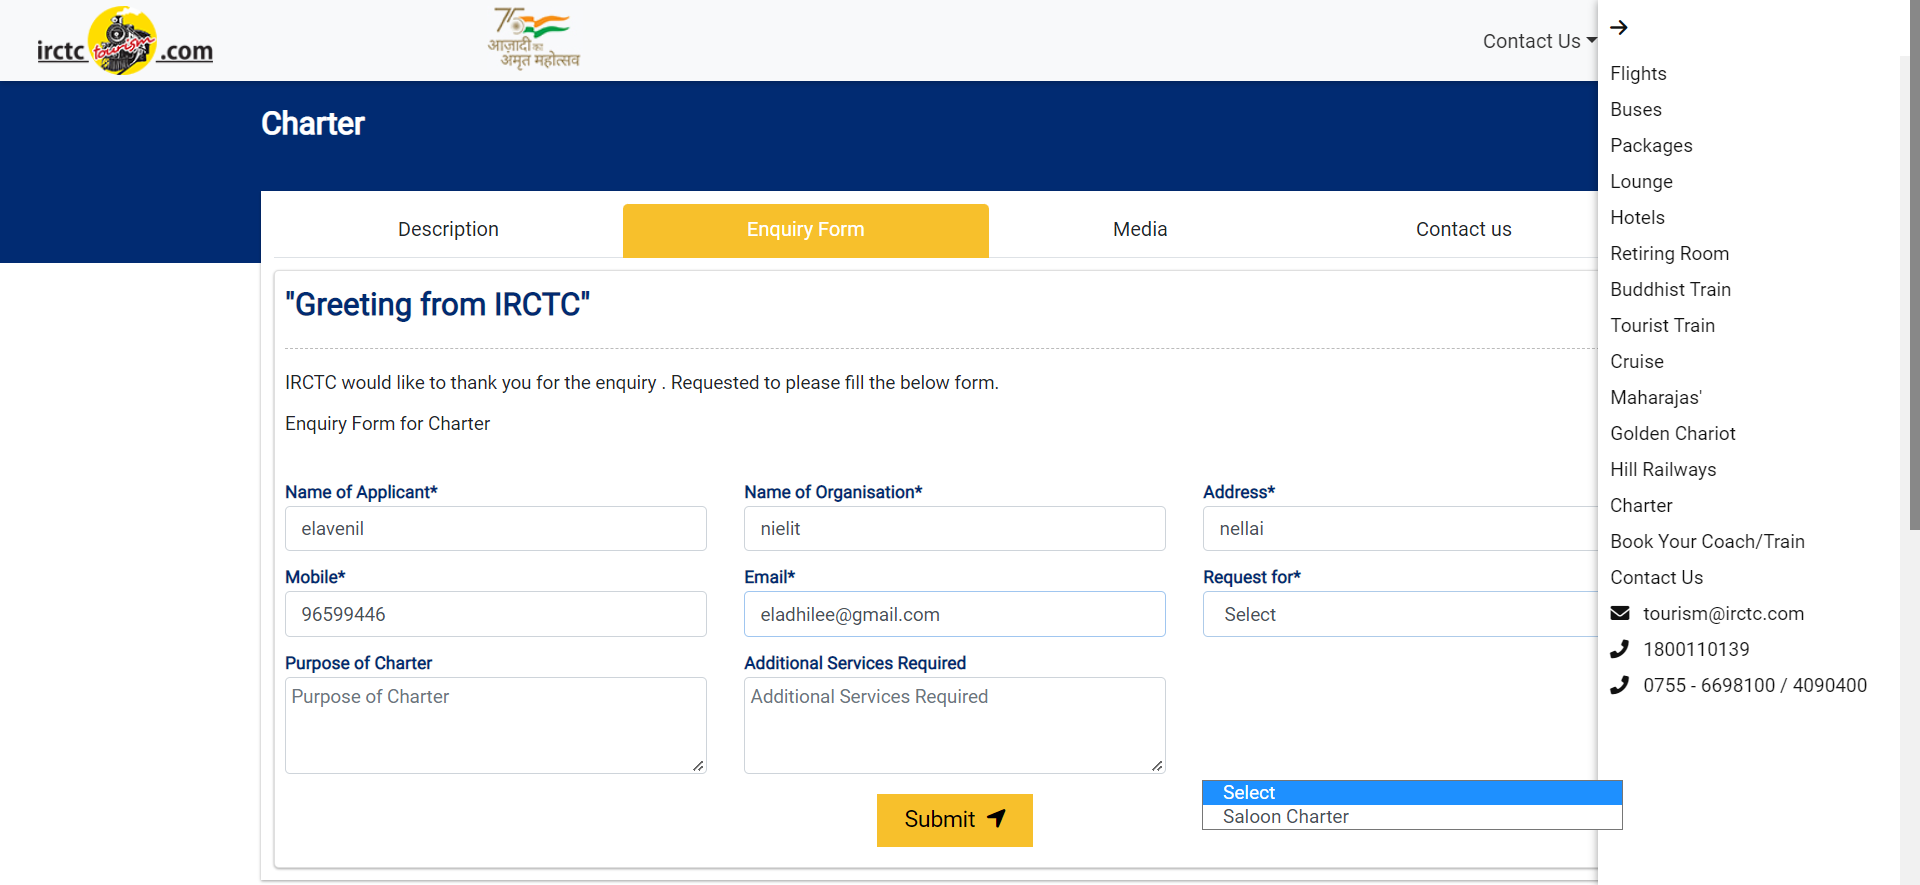 irctc tourism .com
75
आज़ादी का
अमृत महोत्सव
Contact Us
Charter
Description
Enquiry Form
Media
Contact us
"Greeting from IRCTC"
IRCTC would like to thank you for the enquiry . Requested to please fill the below form.
Enquiry Form for Charter
Name of Applicant*
Name of Organisation*
Address*
elavenil
nielit
nellai
Mobile*
Email*
Request for*
96599446
eladhilee@gmail.com
Select
Purpose of Charter
Additional Services Required
Purpose of Charter
Additional Services Required
Select
Saloon Charter
Submit
Flights
Buses
Packages
Lounge
Hotels
Retiring Room
Buddhist Train
Tourist Train
Cruise
Maharajas'
Golden Chariot
Hill Railways
Charter
Book Your Coach/Train
Contact Us
tourism@irctc.com
1800110139
0755 - 6698100 / 4090400